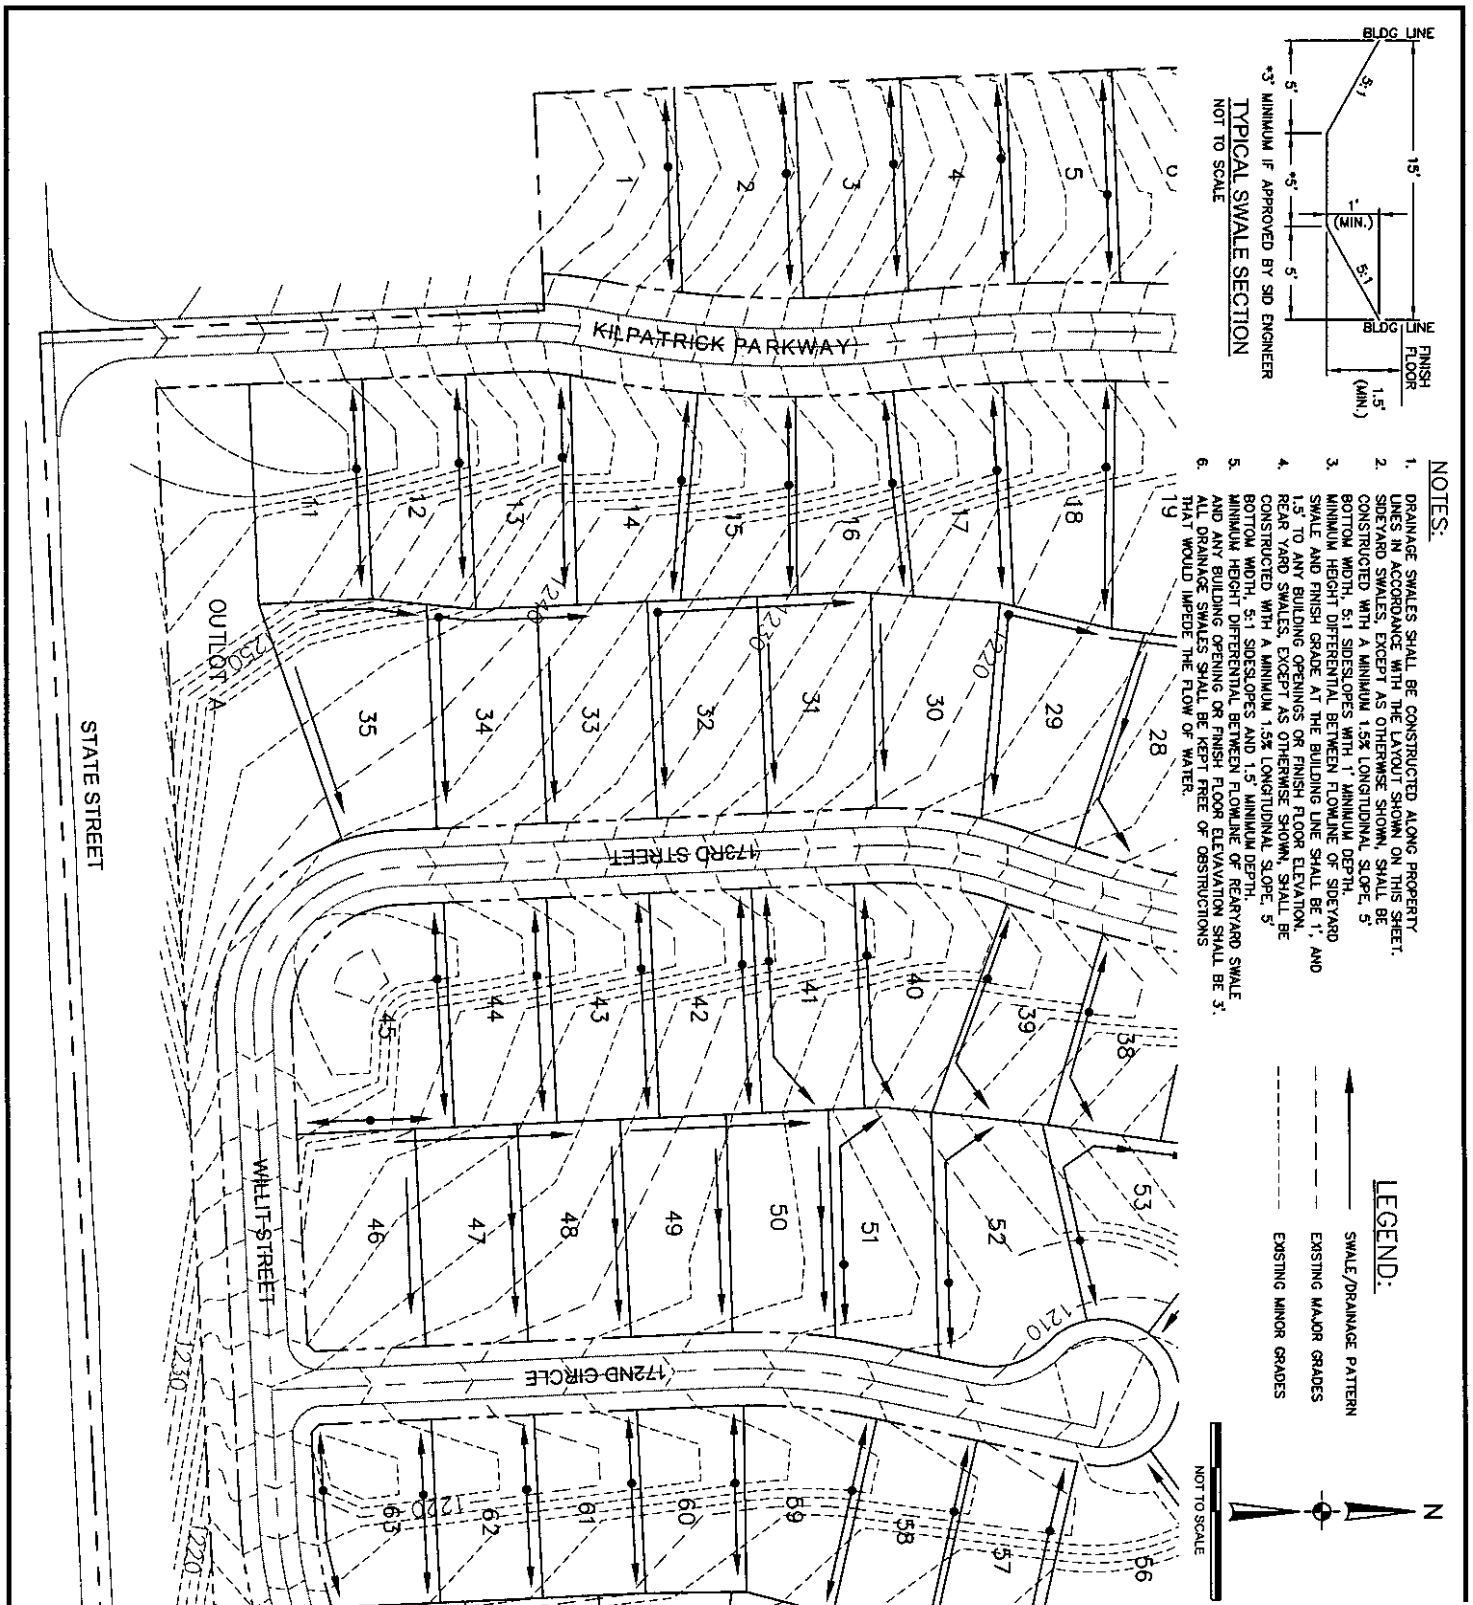 BLDG LINE
BLDG LINE
15'
5'
*5'
5'
5:1
5:1
1'
(MIN.)
FINISH
FLOOR
1.5'
(MIN.)
*3' MINIMUM IF APPROVED BY SID ENGINEER
TYPICAL SWALE SECTION
NOT TO SCALE
NOTES:
1. DRAINAGE SWALES SHALL BE CONSTRUCTED ALONG PROPERTY
LINES IN ACCORDANCE WITH THE LAYOUT SHOWN ON THIS SHEET.
2. SIDEYARD SWALES, EXCEPT AS OTHERWISE SHOWN, SHALL BE
CONSTRUCTED WITH A MINIMUM 1.5% LONGITUDINAL SLOPE, 5'
BOTTOM WIDTH, 5:1 SIDESLOPES WITH 1' MINIMUM DEPTH.
3. MINIMUM HEIGHT DIFFERENTIAL BETWEEN FLOWLINE OF SIDEYARD
SWALE AND FINISH GRADE AT THE BUILDING LINE SHALL BE 1', AND
1.5' TO ANY BUILDING OPENINGS OR FINISH FLOOR ELEVATION.
4. REAR YARD SWALES, EXCEPT AS OTHERWISE SHOWN, SHALL BE
CONSTRUCTED WITH A MINIMUM 1.5% LONGITUDINAL SLOPE, 5'
BOTTOM WIDTH, 5:1 SIDESLOPES AND 1.5' MINIMUM DEPTH.
5. MINIMUM HEIGHT DIFFERENTIAL BETWEEN FLOWLINE OF REARYARD SWALE
AND ANY BUILDING OPENING OR FINISH FLOOR ELEVAVATION SHALL BE 3'.
6. ALL DRAINAGE SWALES SHALL BE KEPT FREE OF OBSTRUCTIONS
THAT WOULD IMPEDE THE FLOW OF WATER.
LEGEND:
SWALE/DRAINAGE PATTERN
EXISTING MAJOR GRADES
EXISTING MINOR GRADES
N
NOT TO SCALE
1
2
3
4
5
KILPATRICK PARKWAY
11
12
13
14
15
16
17
18
19
OUTLOT A
1250
1240
1230
1220
35
34
33
32
31
30
29
28
173RD STREET
45
44
43
42
41
40
39
38
46
47
48
49
50
51
52
53
1210
WILLIT STREET
172ND CIRCLE
63
62
61
60
59
58
57
56
1220
1230
1220
STATE STREET